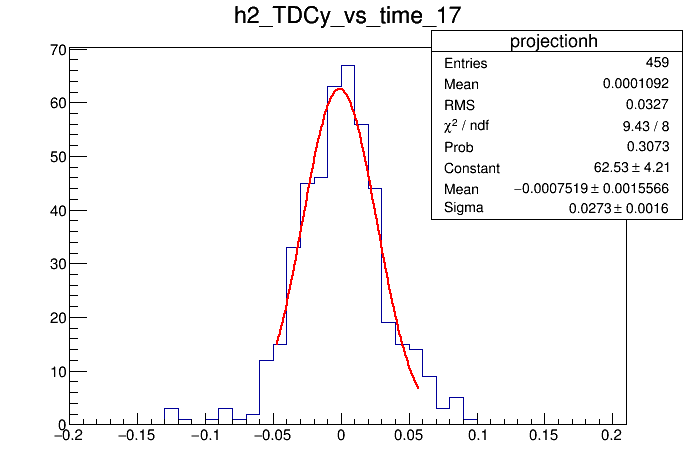 h2_TDCy_vs_time_17
projectionh
Entries 459
Mean 0.0001092
RMS 0.0327
χ² / ndf 9.43 / 8
Prob 0.3073
Constant 62.53 ± 4.21
Mean −0.0007519 ± 0.0015566
Sigma 0.0273 ± 0.0016
70
60
50
40
30
20
10
0
−0.2 −0.15 −0.1 −0.05 0 0.05 0.1 0.15 0.2